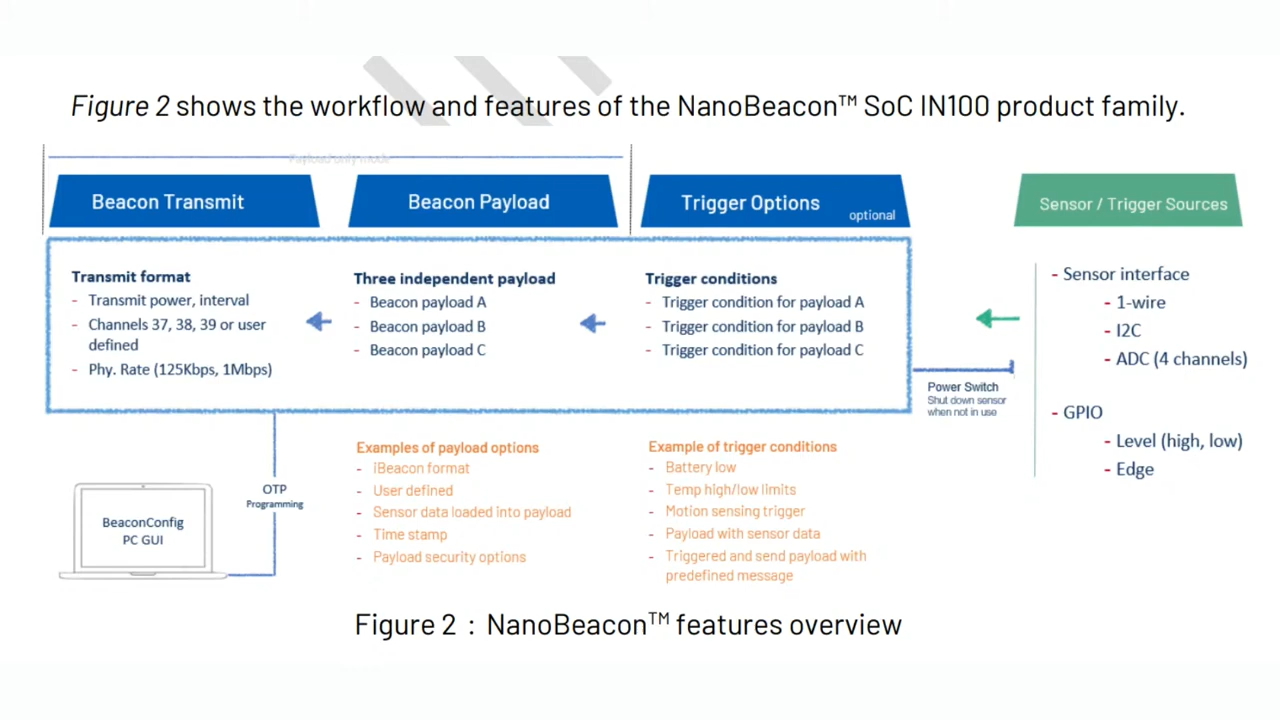 Figure 2 shows the workflow and features of the NanoBeacon™ SoC IN100 product family.
Payload only mode
Beacon Transmit
Transmit format
- Transmit power, interval
- Channels 37, 38, 39 or user
defined
- Phy. Rate (125Kbps, 1Mbps)
Beacon Payload
Three independent payload
- Beacon payload A
- Beacon payload B
- Beacon payload C
Trigger Options
optional
Trigger conditions
- Trigger condition for payload A
- Trigger condition for payload B
- Trigger condition for payload C
Sensor / Trigger Sources
- Sensor interface
- 1-wire
- I2C
- ADC (4 channels)
- GPIO
- Level (high, low)
- Edge
Power Switch
Shut down sensor
when not in use
OTP
Programming
BeaconConfig
PC GUI
Examples of payload options
- iBeacon format
- User defined
- Sensor data loaded into payload
- Time stamp
- Payload security options
Example of trigger conditions
- Battery low
- Temp high/low limits
- Motion sensing trigger
- Payload with sensor data
- Triggered and send payload with
predefined message
Figure 2 : NanoBeacon™ features overview